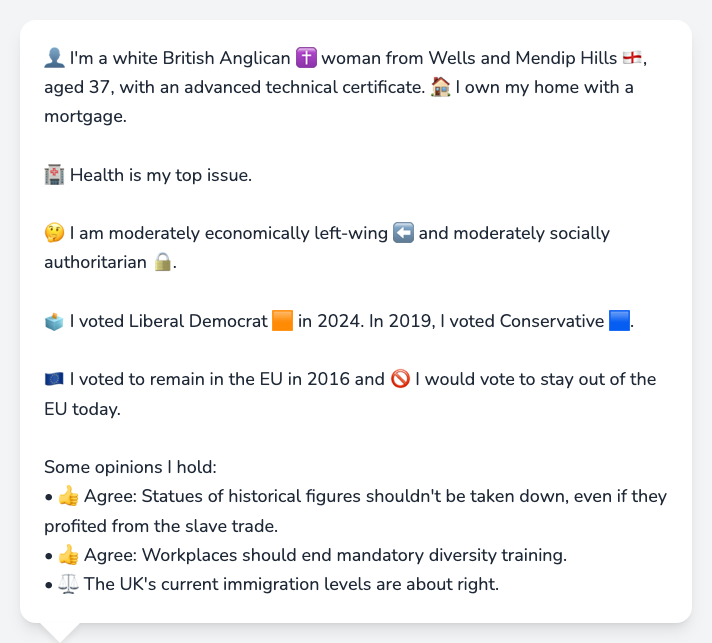 👤 I'm a white British Anglican ✝️ woman from Wells and Mendip Hills 🏴󠁧󠁢󠁥󠁮󠁧󠁿,
aged 37, with an advanced technical certificate. 🏠 I own my home with a
mortgage.
🏥 Health is my top issue.
🤔 I am moderately economically left-wing ⬅️ and moderately socially
authoritarian 🔒.
🗳️ I voted Liberal Democrat 🟧 in 2024. In 2019, I voted Conservative 🟦.
🇪🇺 I voted to remain in the EU in 2016 and 🚫 I would vote to stay out of the
EU today.
Some opinions I hold:
• 👍 Agree: Statues of historical figures shouldn't be taken down, even if they
profited from the slave trade.
• 👍 Agree: Workplaces should end mandatory diversity training.
• ⚖️ The UK's current immigration levels are about right.